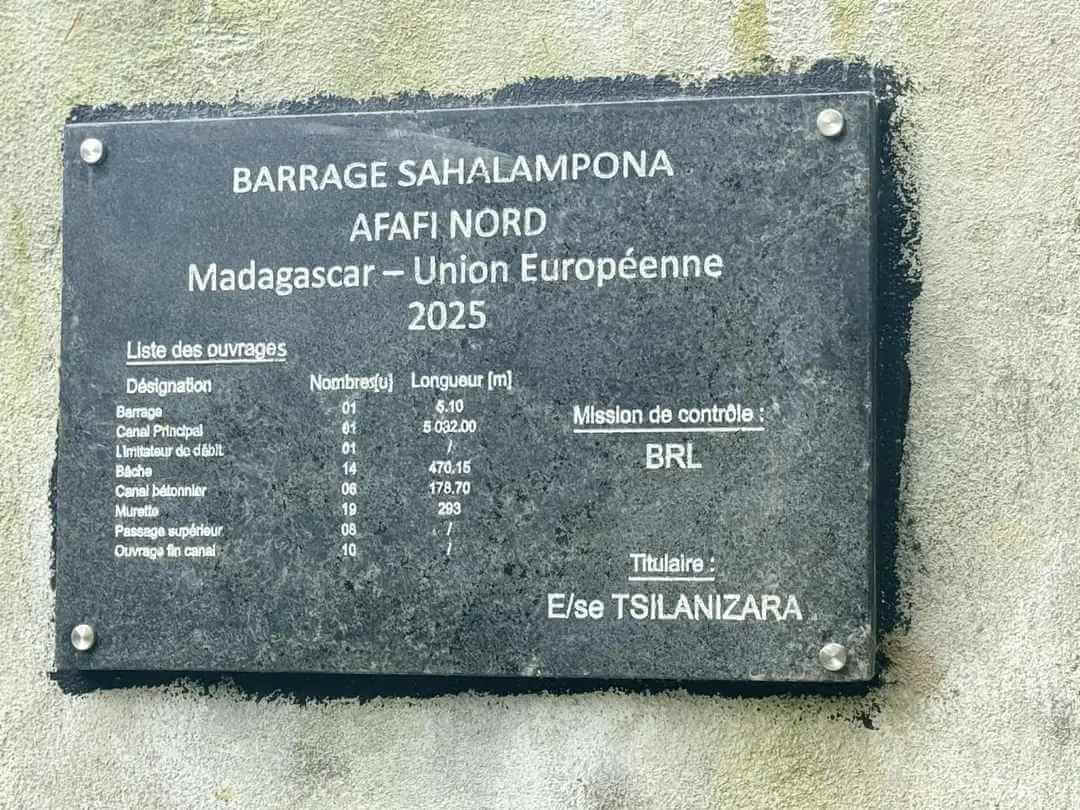 BARRAGE SAHALAMPONA
AFAFI NORD
Madagascar – Union Européenne
2025
Liste des ouvrages
Désignation Nombres[u] Longueur [m]
Barrage 01 5.10
Canal Principal 01 5 032.00
Limitateur de débit 01 /
Bâche 14 470.15
Canal bétonnier 06 178.70
Murette 19 293
Passage supérieur 08 /
Ouvrage fin canal 10 /
Mission de contrôle :
BRL
Titulaire :
E/se TSILANIZARA